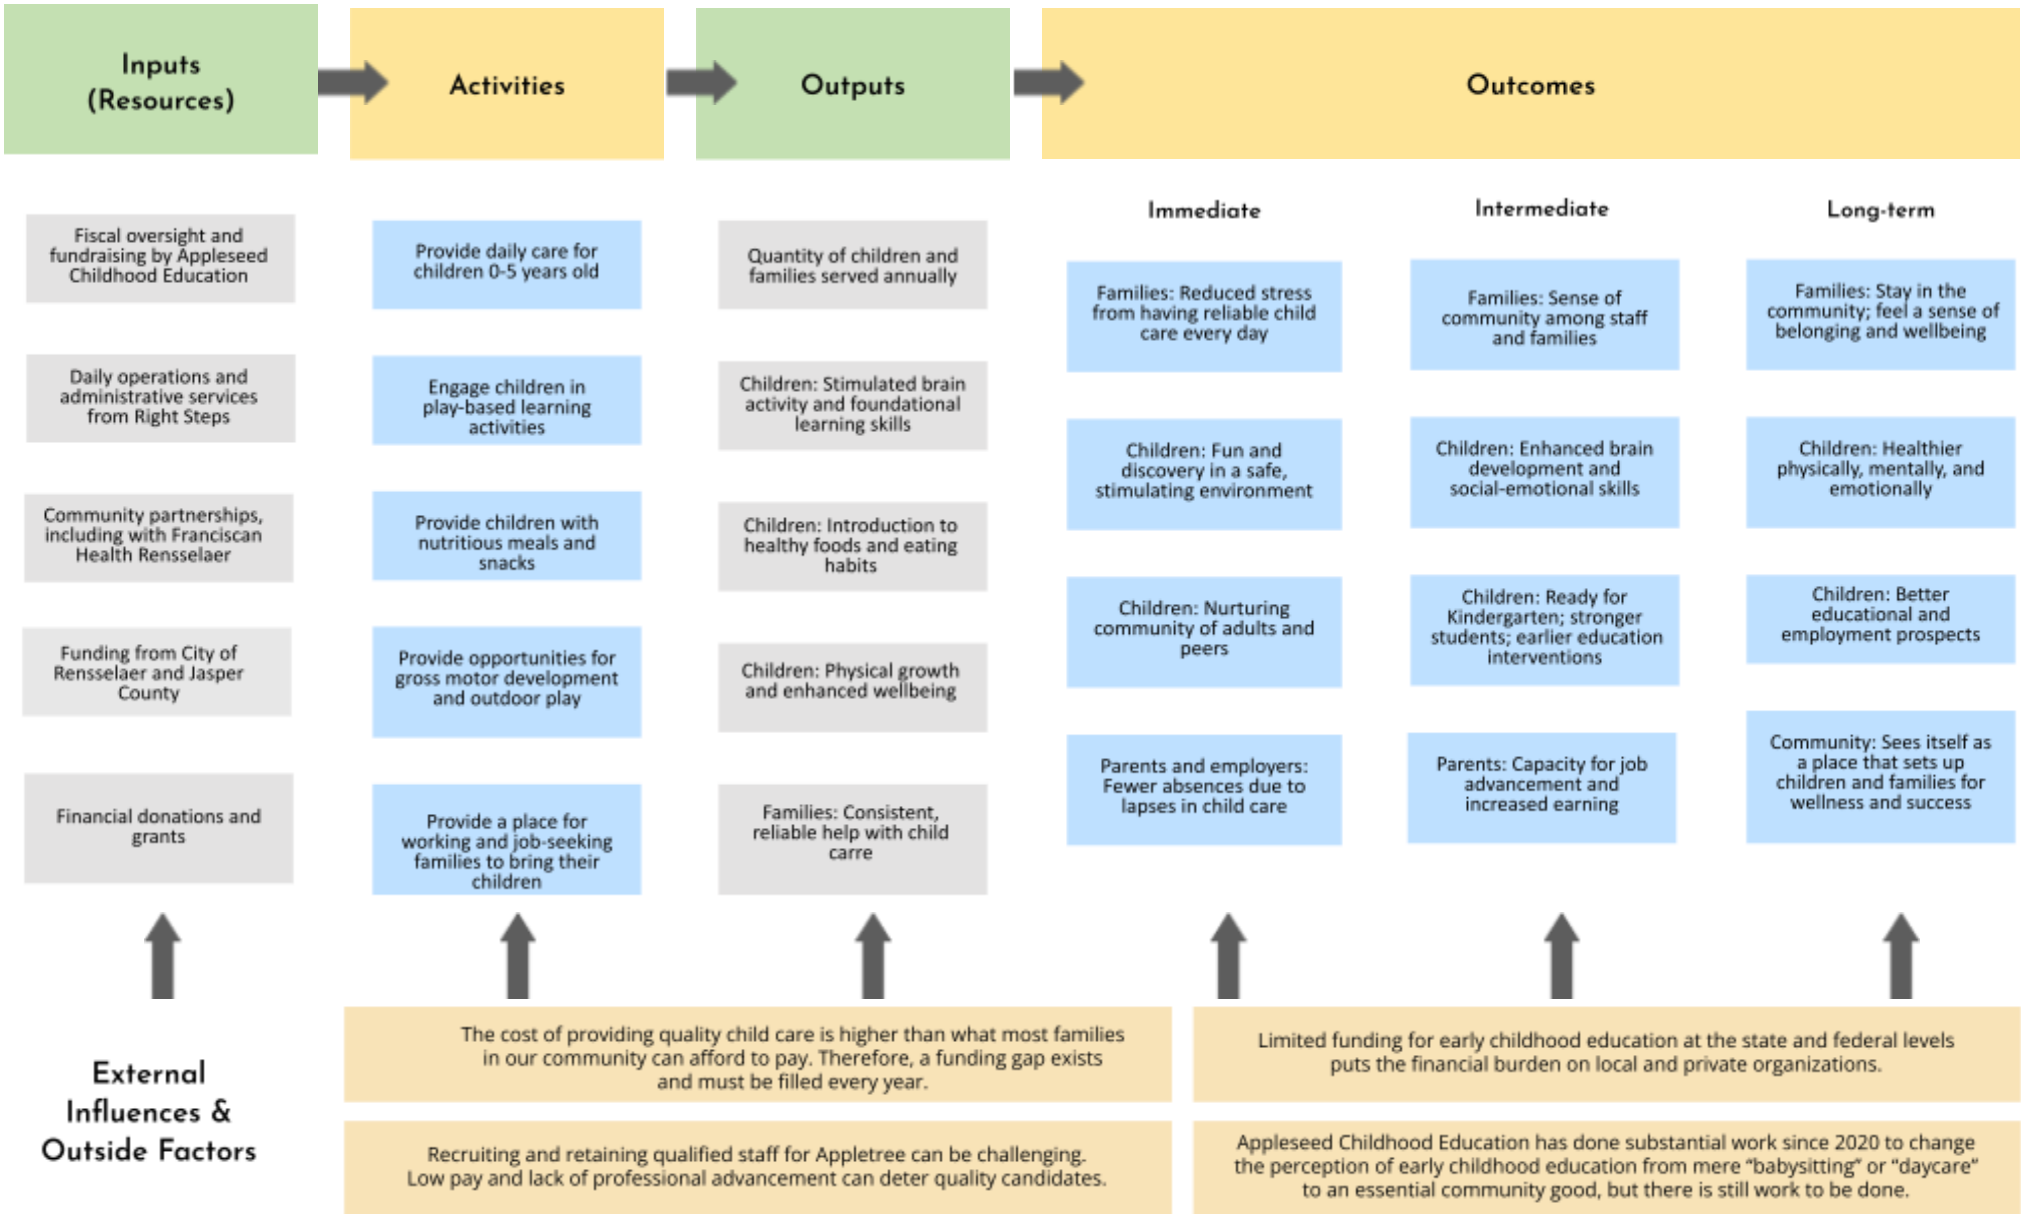 Inputs
(Resources)
Activities
Outputs
Outcomes
Fiscal oversight and
fundraising by Appleseed
Childhood Education
Daily operations and
administrative services
from Right Steps
Community partnerships,
including with Franciscan
Health Rensselaer
Funding from City of
Rensselaer and Jasper
County
Financial donations and
grants
Provide daily care for
children 0-5 years old
Engage children in
play-based learning
activities
Provide children with
nutritious meals and
snacks
Provide opportunities for
gross motor development
and outdoor play
Provide a place for
working and job-seeking
families to bring their
children
Quantity of children and
families served annually
Children: Stimulated brain
activity and foundational
learning skills
Children: Introduction to
healthy foods and eating
habits
Children: Physical growth
and enhanced wellbeing
Families: Consistent,
reliable help with child
carre
Immediate
Families: Reduced stress
from having reliable child
care every day
Children: Fun and
discovery in a safe,
stimulating environment
Children: Nurturing
community of adults and
peers
Parents and employers:
Fewer absences due to
lapses in child care
Intermediate
Families: Sense of
community among staff
and families
Children: Enhanced brain
development and
social-emotional skills
Children: Ready for
Kindergarten; stronger
students; earlier education
interventions
Parents: Capacity for job
advancement and
increased earning
Long-term
Families: Stay in the
community; feel a sense of
belonging and wellbeing
Children: Healthier
physically, mentally, and
emotionally
Children: Better
educational and
employment prospects
Community: Sees itself as
a place that sets up
children and families for
wellness and success
External
Influences &
Outside Factors
The cost of providing quality child care is higher than what most families
in our community can afford to pay. Therefore, a funding gap exists
and must be filled every year.
Limited funding for early childhood education at the state and federal levels
puts the financial burden on local and private organizations.
Recruiting and retaining qualified staff for Appletree can be challenging.
Low pay and lack of professional advancement can deter quality candidates.
Appleseed Childhood Education has done substantial work since 2020 to change
the perception of early childhood education from mere “babysitting” or “daycare”
to an essential community good, but there is still work to be done.